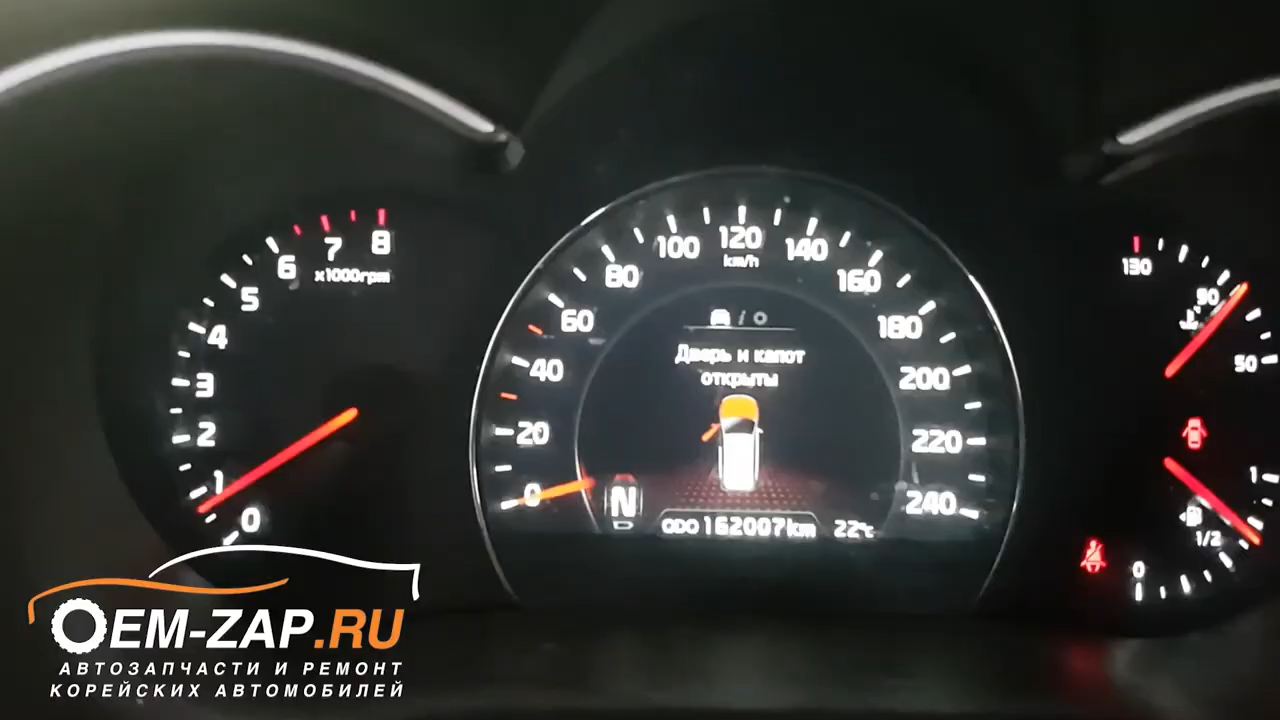 8
7
6
x1000rpm
5
4
3
2
1
0
120
100
140
km/h
80
160
60
180
40
200
20
220
0
240
Дверь и капот
открыты
N
ODO 162007km
22°C
130
90
50
1
1/2
0
OEM-ZAP.RU
АВТОЗАПЧАСТИ И РЕМОНТ
КОРЕЙСКИХ АВТОМОБИЛЕЙ